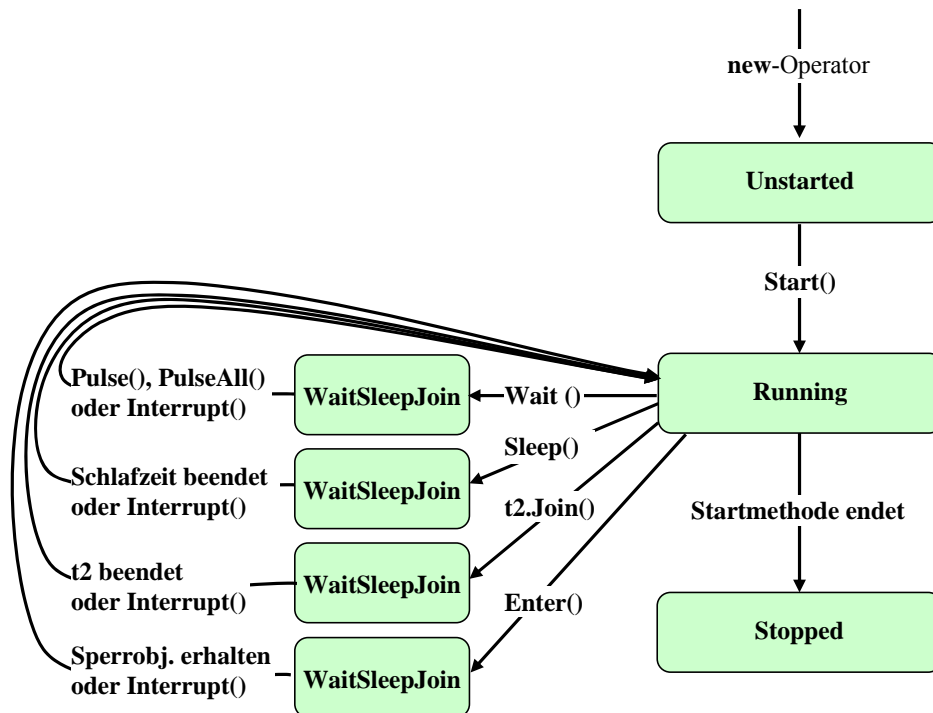 new-Operator
Unstarted
Start()
Running
Wait ()
WaitSleepJoin
Pulse(), PulseAll()
oder Interrupt()
Sleep()
WaitSleepJoin
Schlafzeit beendet
oder Interrupt()
t2.Join()
WaitSleepJoin
t2 beendet
oder Interrupt()
Enter()
WaitSleepJoin
Sperrobj. erhalten
oder Interrupt()
Startmethode endet
Stopped